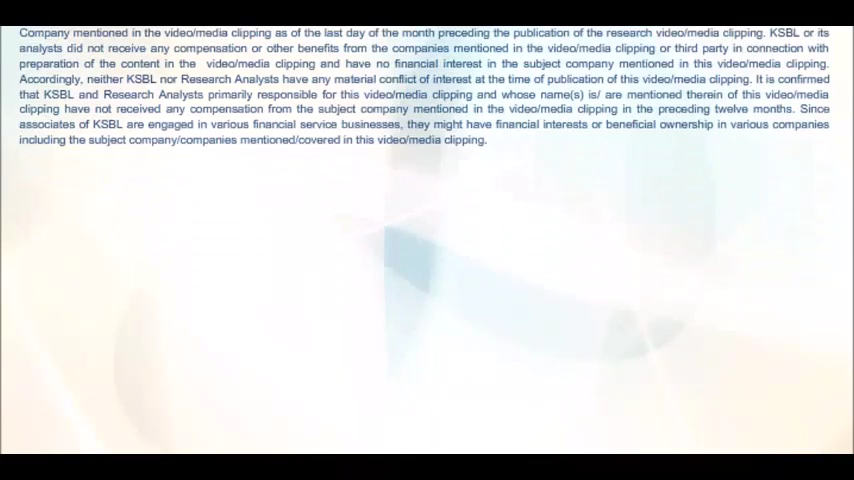 Company mentioned in the video/media clipping as of the last day of the month preceding the publication of the research video/media clipping. KSBL or its
analysts did not receive any compensation or other benefits from the companies mentioned in the video/media clipping or third party in connection with
preparation of the content in the video/media clipping and have no financial interest in the subject company mentioned in this video/media clipping.
Accordingly, neither KSBL nor Research Analysts have any material conflict of interest at the time of publication of this video/media clipping. It is confirmed
that KSBL and Research Analysts primarily responsible for this video/media clipping and whose name(s) is/ are mentioned therein of this video/media
clipping have not received any compensation from the subject company mentioned in the video/media clipping in the preceding twelve months. Since
associates of KSBL are engaged in various financial service businesses, they might have financial interests or beneficial ownership in various companies
including the subject company/companies mentioned/covered in this video/media clipping.